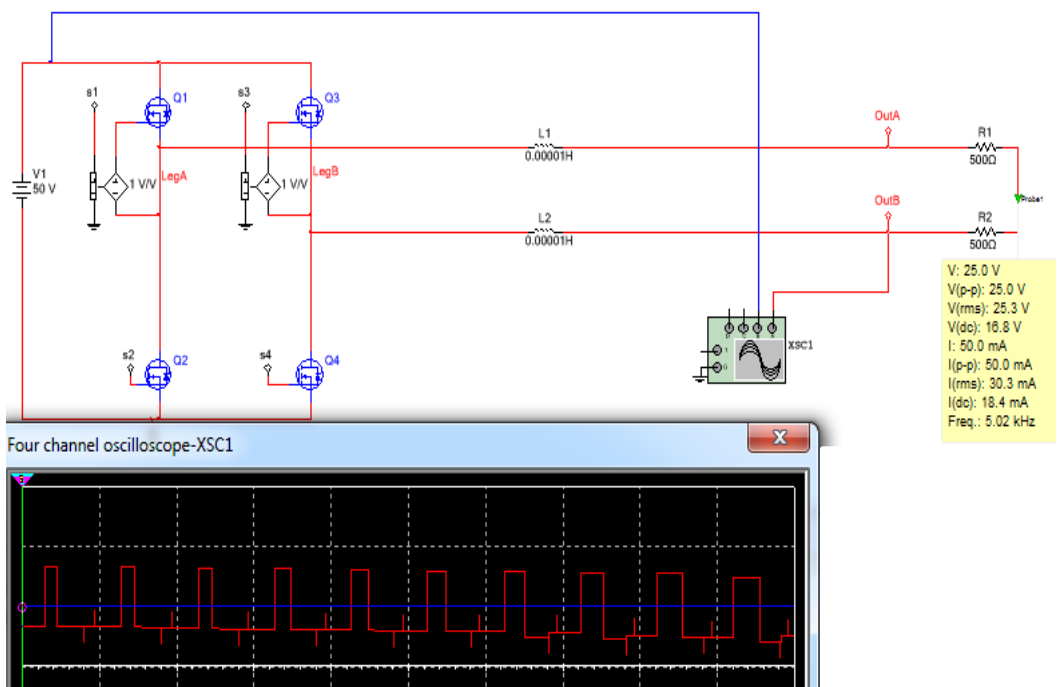 s1
Q1
s3
Q3
V1
50 V
1 V/V
LegA
1 V/V
LegB
L1
0.00001H
OutA
R1
500Ω
Probe1
L2
0.00001H
OutB
R2
500Ω
s2
Q2
s4
Q4
XSC1
V: 25.0 V
V(p-p): 25.0 V
V(rms): 25.3 V
V(dc): 16.8 V
I: 50.0 mA
I(p-p): 50.0 mA
I(rms): 30.3 mA
I(dc): 18.4 mA
Freq.: 5.02 kHz
Four channel oscilloscope-XSC1